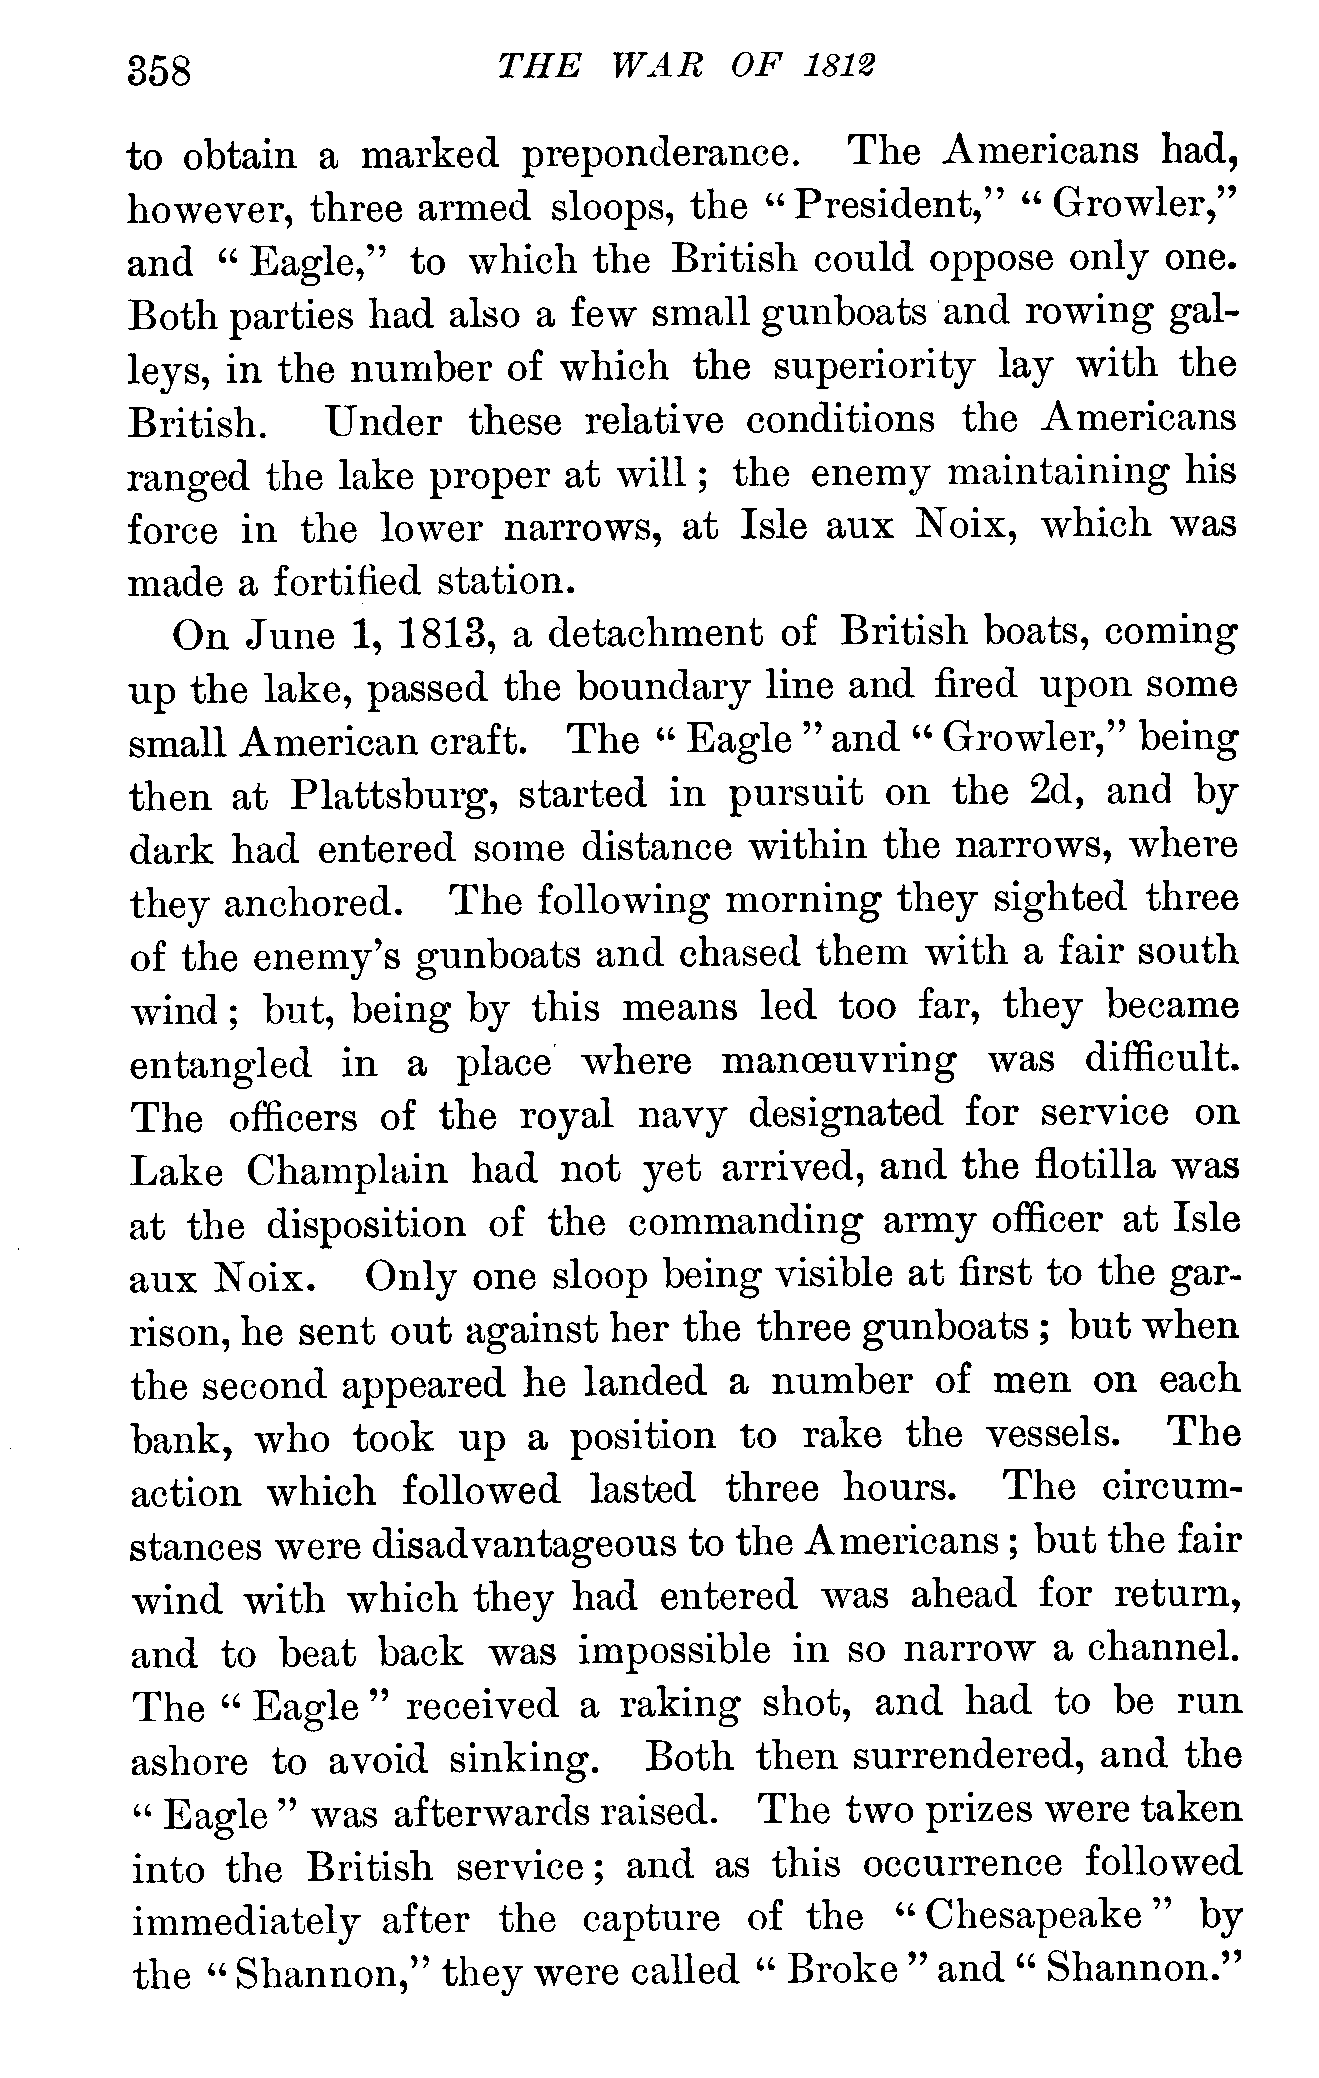 358 THE WAR OF 1812
to obtain a marked preponderance. The Americans had,
however, three armed sloops, the “ President,” “ Growler,”
and “ Eagle,” to which the British could oppose only one.
Both parties had also a few small gunboats and rowing gal-
leys, in the number of which the superiority lay with the
British. Under these relative conditions the Americans
ranged the lake proper at will ; the enemy maintaining his
force in the lower narrows, at Isle aux Noix, which was
made a fortified station.
On June 1, 1813, a detachment of British boats, coming
up the lake, passed the boundary line and fired upon some
small American craft. The “ Eagle ” and “ Growler,” being
then at Plattsburg, started in pursuit on the 2d, and by
dark had entered some distance within the narrows, where
they anchored. The following morning they sighted three
of the enemy’s gunboats and chased them with a fair south
wind ; but, being by this means led too far, they became
entangled in a place where manœuvring was difficult.
The officers of the royal navy designated for service on
Lake Champlain had not yet arrived, and the flotilla was
at the disposition of the commanding army officer at Isle
aux Noix. Only one sloop being visible at first to the gar-
rison, he sent out against her the three gunboats ; but when
the second appeared he landed a number of men on each
bank, who took up a position to rake the vessels. The
action which followed lasted three hours. The circum-
stances were disadvantageous to the Americans ; but the fair
wind with which they had entered was ahead for return,
and to beat back was impossible in so narrow a channel.
The “ Eagle ” received a raking shot, and had to be run
ashore to avoid sinking. Both then surrendered, and the
“ Eagle ” was afterwards raised. The two prizes were taken
into the British service ; and as this occurrence followed
immediately after the capture of the “ Chesapeake ” by
the “ Shannon,” they were called “ Broke ” and “ Shannon.”